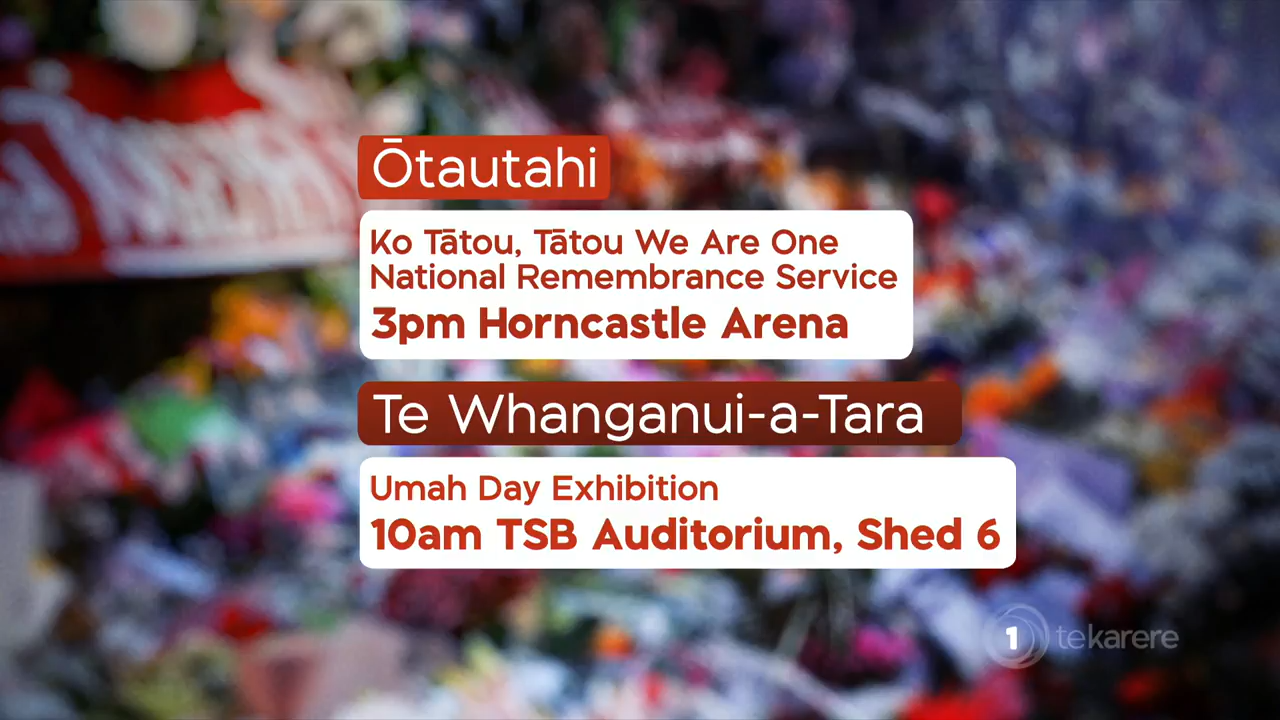 Ōtautahi
Ko Tātou, Tātou We Are One
National Remembrance Service
3pm Horncastle Arena
Te Whanganui-a-Tara
Umah Day Exhibition
10am TSB Auditorium, Shed 6
1 tekarere